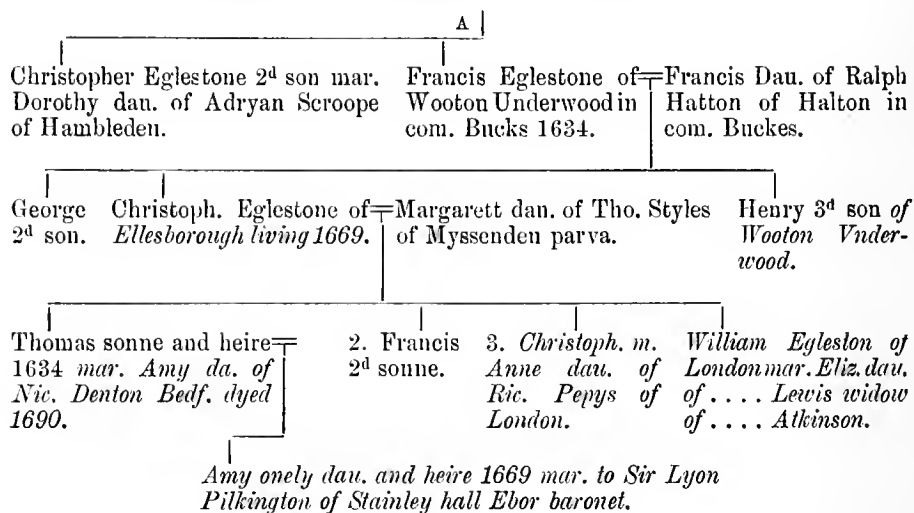 A
Christopher Eglestone 2d son mar.
Dorothy dau. of Adryan Scroope
of Hambleden.
Francis Eglestone of
Wooton Underwood in
com. Bucks 1634.
Francis Dau. of Ralph
Hatton of Halton in
com. Buckes.
George
2d son.
Christoph. Eglestone of
Ellesborough living 1669.
Margarett dan. of Tho. Styles
of Myssenden parva.
Henry 3d son of
Wooton Vnder-
wood.
Thomas sonne and heire
1634 mar. Amy da. of
Nic. Denton Bedf. dyed
1690.
2. Francis
2d sonne.
3. Christoph. m.
Anne dau. of
Ric. Pepys of
London.
William Egleston of
London mar. Eliz. dau.
of .... Lewis widow
of .... Atkinson.
Amy onely dau. and heire 1669 mar. to Sir Lyon
Pilkington of Stainley hall Ebor baronet.